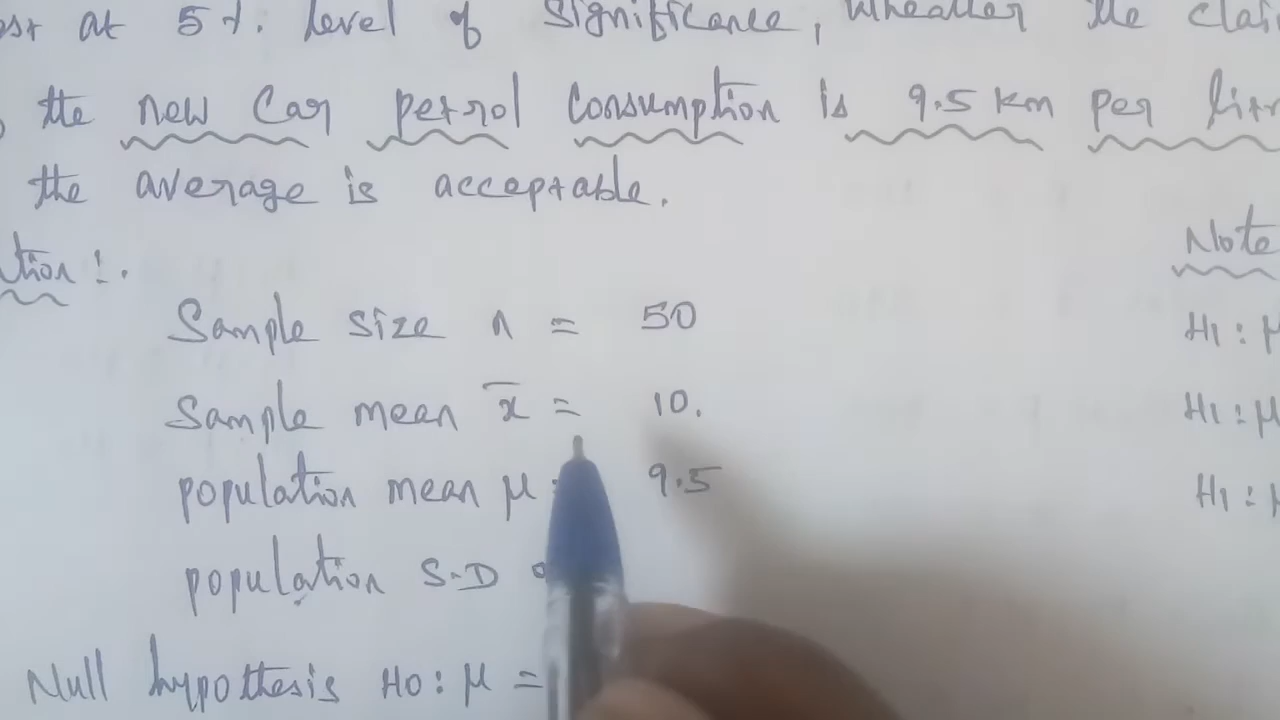 at 5%. level of Significance, Wheather the
the new Car petrol Consumption is 9.5 Km per
the average is acceptable.
Note
Sample size n = 50
H1 :
Sample mean x̅ = 10.
H1 : μ
population mean μ 9.5
H1 :
population S.D
Null hypothesis H0 : μ =